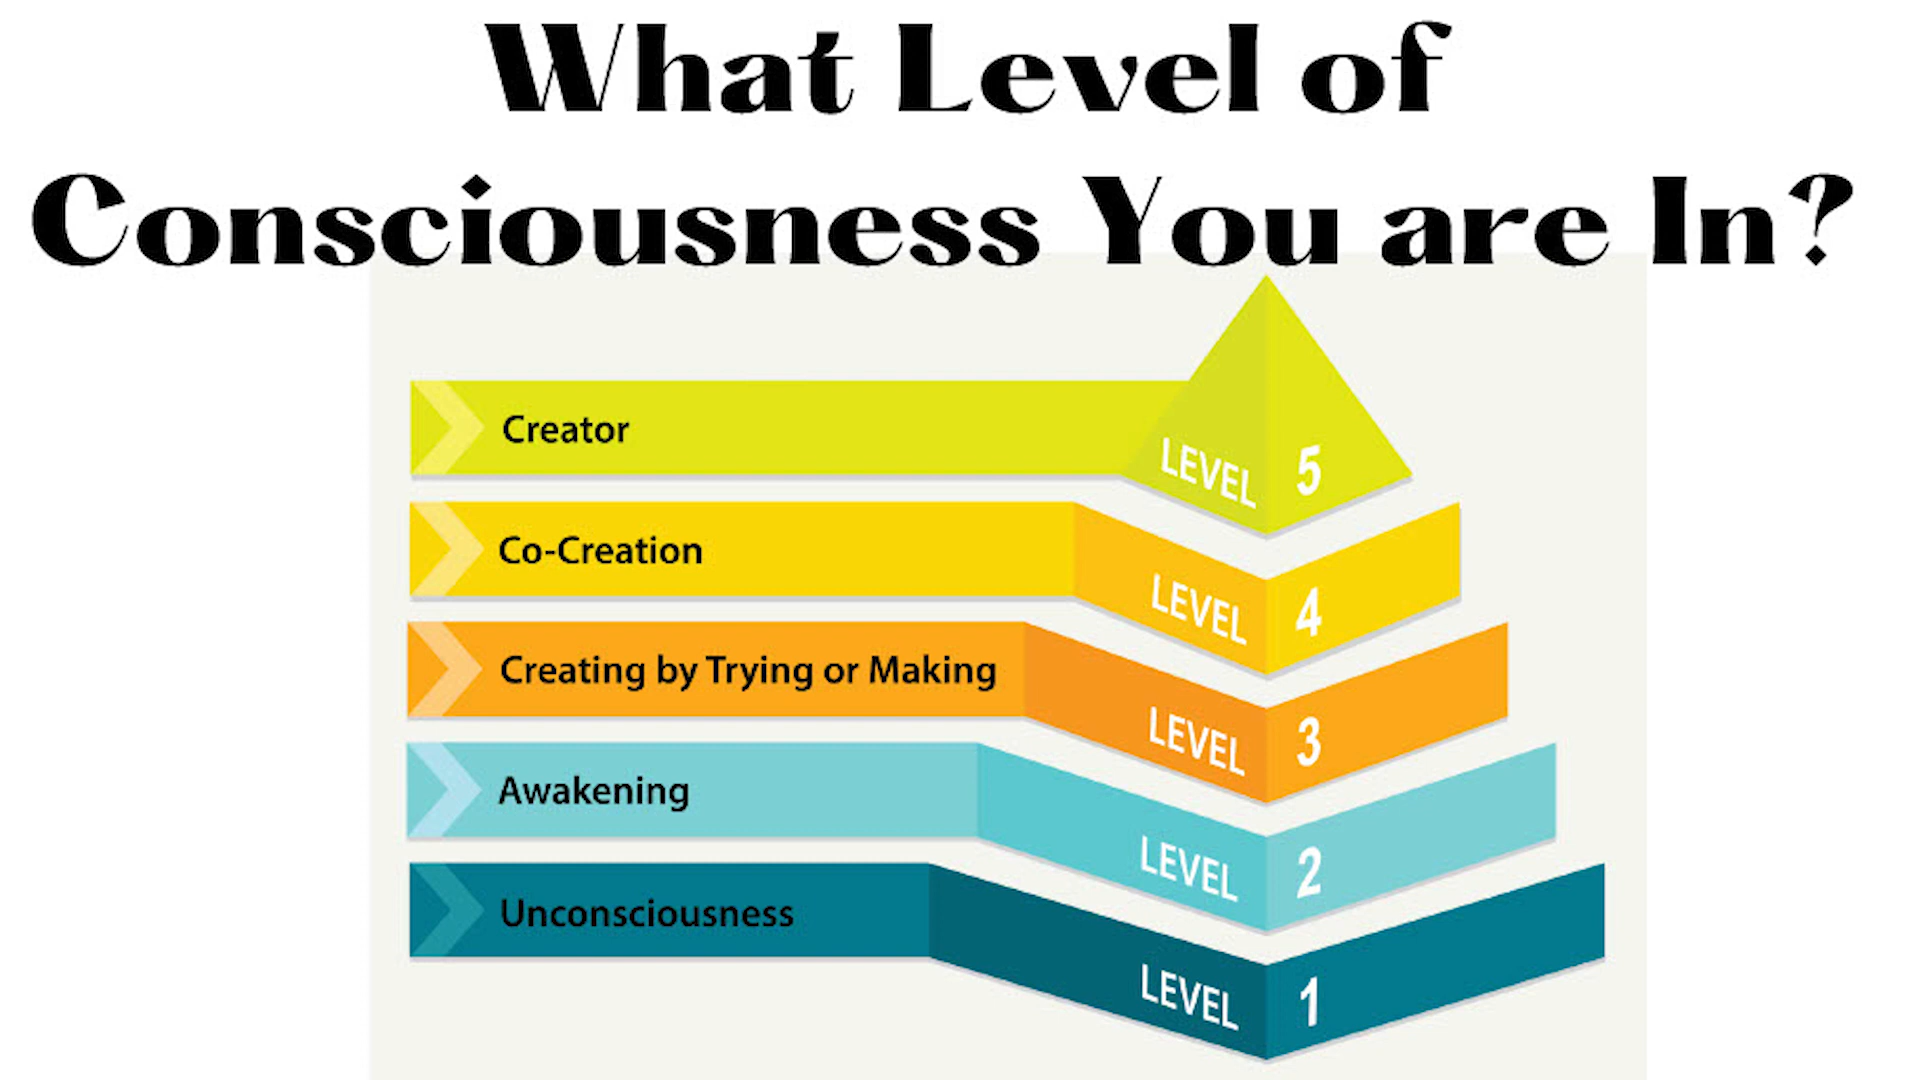 What Level of
Consciousness You are In?
Creator
LEVEL 5
Co-Creation
LEVEL 4
Creating by Trying or Making
LEVEL 3
Awakening
LEVEL 2
Unconsciousness
LEVEL 1